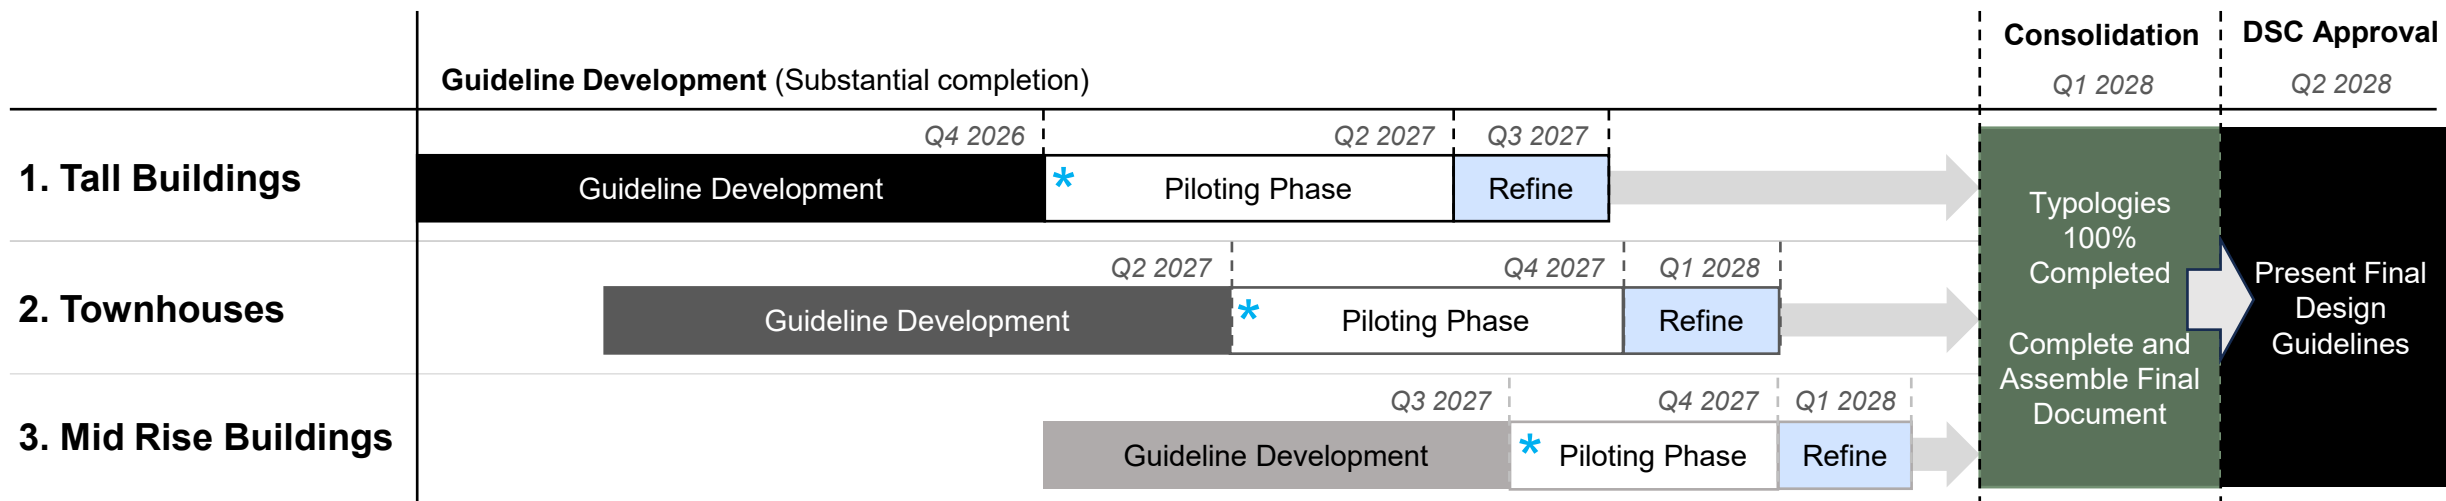 Consolidation
DSC Approval
Guideline Development (Substantial completion)
Q1 2028
Q2 2028
Q4 2026
Q2 2027
Q3 2027
1. Tall Buildings
Guideline Development
*
Piloting Phase
Refine
Q2 2027
Q4 2027
Q1 2028
2. Townhouses
Guideline Development
*
Piloting Phase
Refine
Q3 2027
Q4 2027
Q1 2028
3. Mid Rise Buildings
Guideline Development
*
Piloting Phase
Refine
Typologies
100%
Completed
Complete and
Assemble Final
Document
Present Final
Design
Guidelines